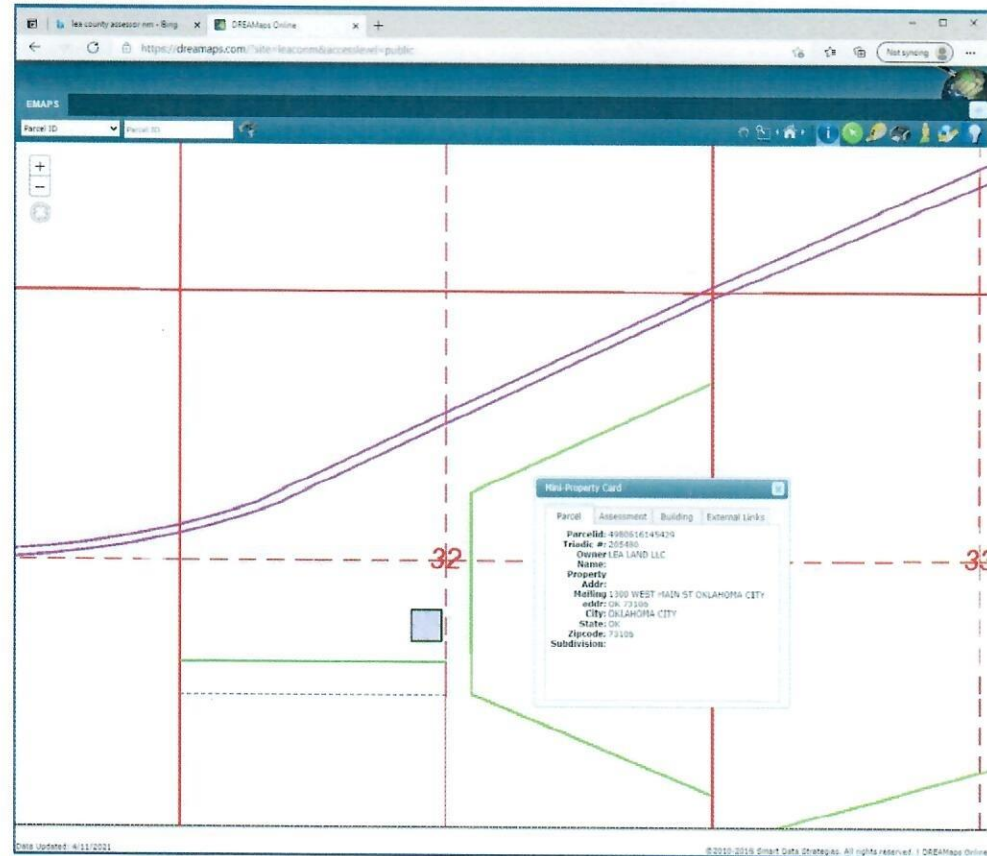 lea county assessor nm - Bing
DREAMaps Online
https://dreamaps.com/?site=leaconm&accesslevel=public
Not syncing
EMAPS
Parcel ID
Parcel ID
+
−
32
33
Mini-Property Card
Parcel Assessment Building External Links
Parcelid: 4980616145429
Triadic #: 205480
Owner LEA LAND LLC
Name:
Property
Addr:
Mailing 1300 WEST MAIN ST OKLAHOMA CITY
addr: OK 73106
City: OKLAHOMA CITY
State: OK
Zipcode: 73106
Subdivision:
Data Updated: 4/11/2021
©2010-2016 Smart Data Strategies. All rights reserved. | DREAMaps Online